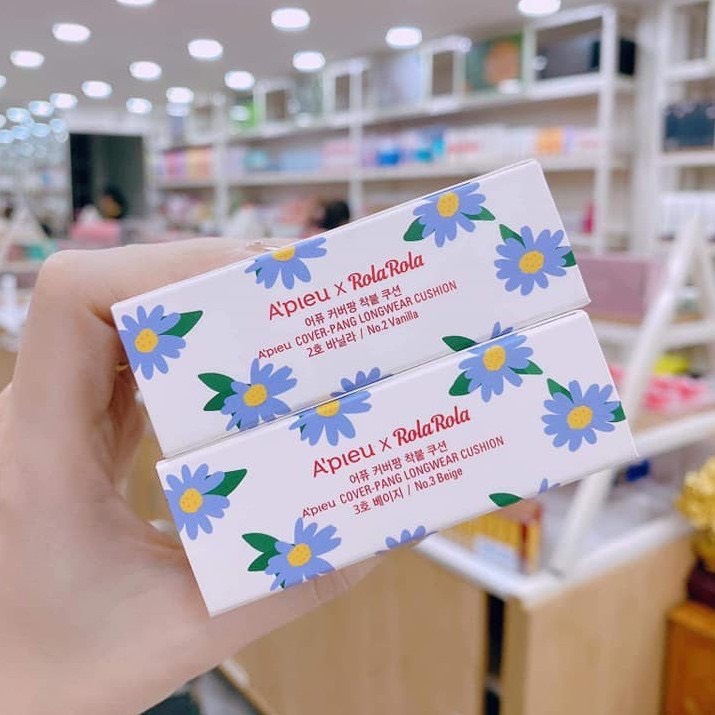 A'PIEU X RolaRola
어퓨 커버팡 착붙 쿠션
A'PIEU COVER-PANG LONGWEAR CUSHION
2호 바닐라 / No.2 Vanilla
A'PIEU X RolaRola
어퓨 커버팡 착붙 쿠션
A'PIEU COVER-PANG LONGWEAR CUSHION
3호 베이지 / No.3 Beige